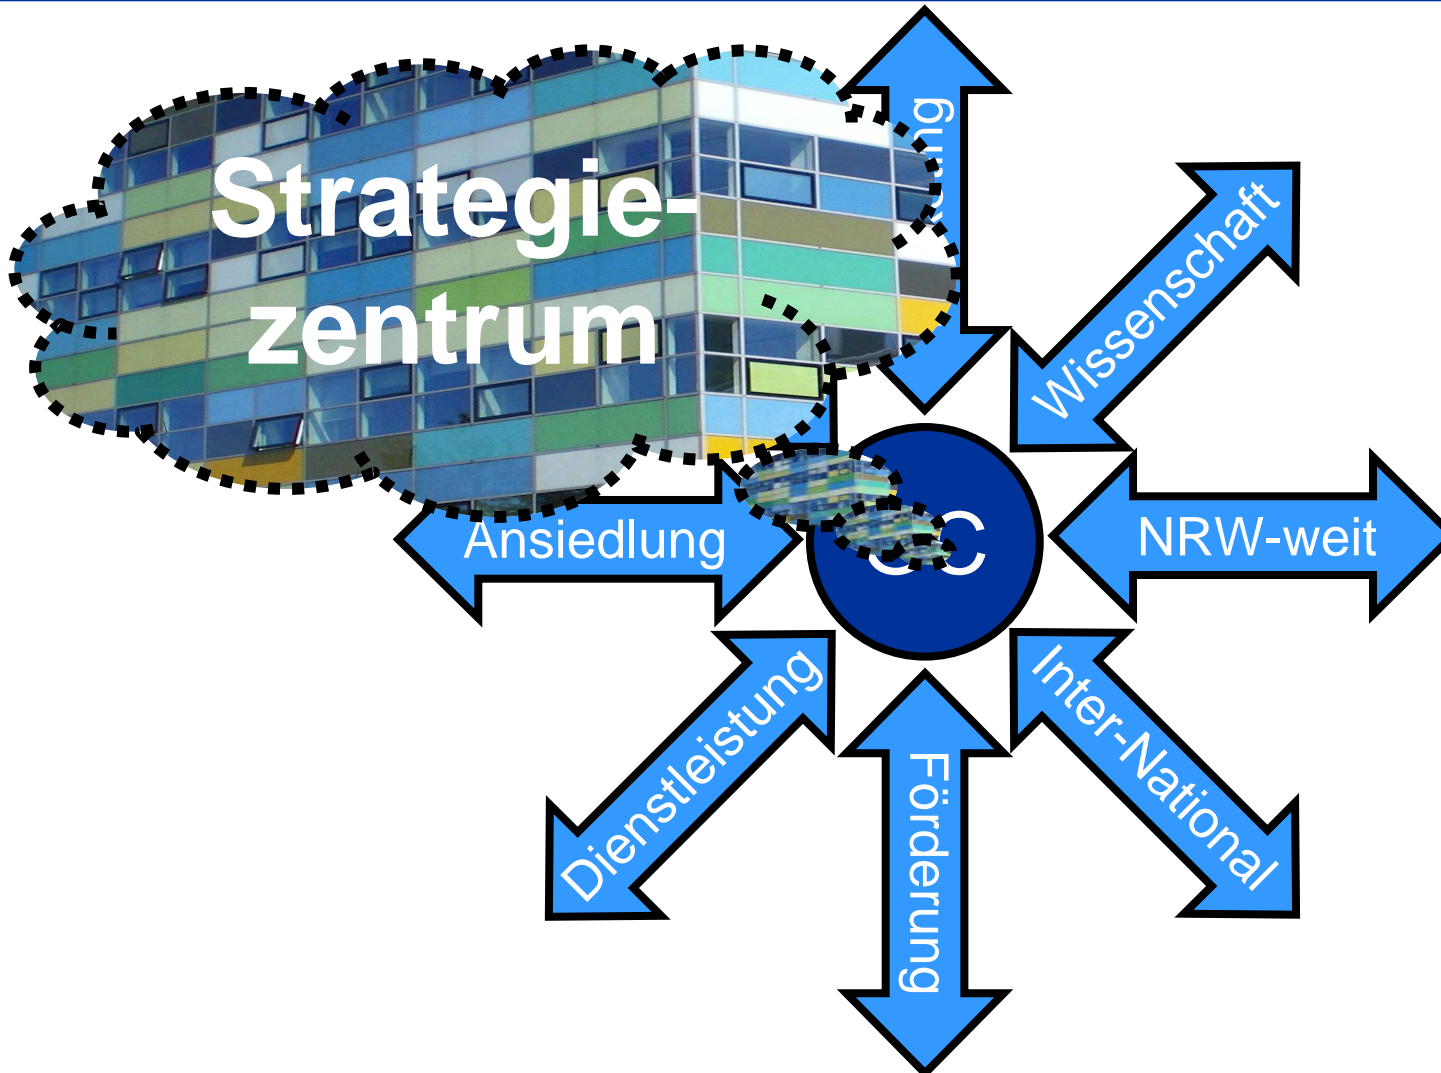 Strategie-
zentrum
Wissenschaft
Ansiedlung
NRW-weit
Dienstleistung
Förderung
Inter-National